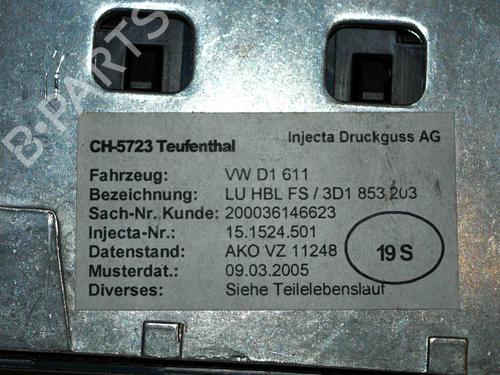 B-PARTS
CH-5723 Teufenthal Injecta Druckguss AG
Fahrzeug: VW D1 611
Bezeichnung: LU HBL FS / 3D1 853 203
Sach-Nr. Kunde: 200036146623
Injecta-Nr.: 15.1524.501
Datenstand: AKO VZ 11248
19 S
Musterdat.: 09.03.2005
Diverses: Siehe Teilelebenslauf